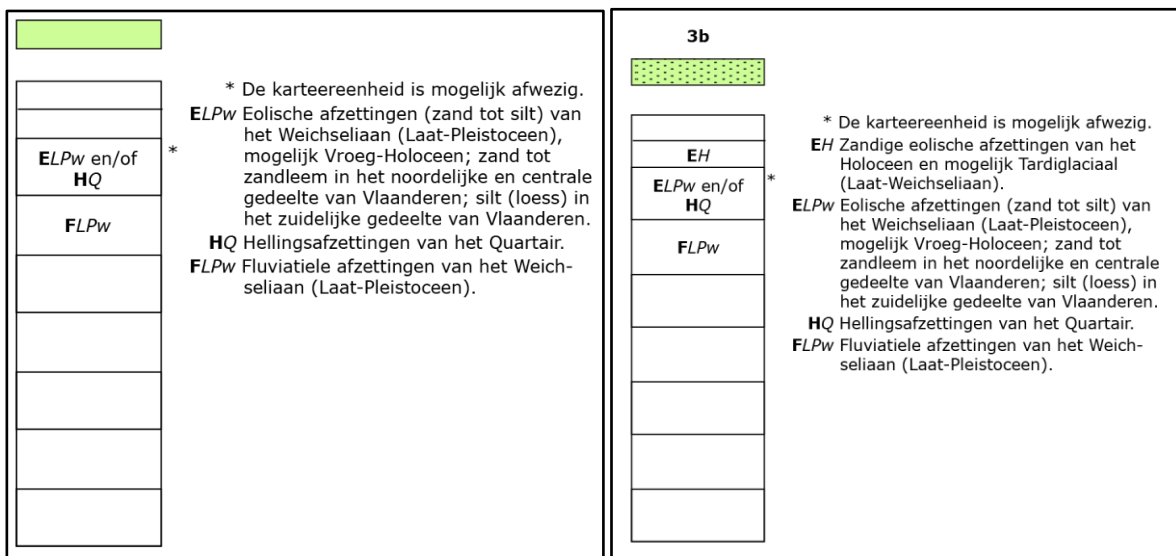 * De karteereenheid is mogelijk afwezig.
ELPw Eolische afzettingen (zand tot silt) van
het Weichseliaan (Laat-Pleistoceen),
mogelijk Vroeg-Holoceen; zand tot
zandleem in het noordelijke en centrale
gedeelte van Vlaanderen; silt (loess) in
het zuidelijke gedeelte van Vlaanderen.
HQ Hellingsafzettingen van het Quartair.
FLPw Fluviatiele afzettingen van het Weich-
seliaan (Laat-Pleistoceen).
ELPw en/of *
HQ
FLPw
3b
* De karteereenheid is mogelijk afwezig.
EH Zandige eolische afzettingen van het
Holoceen en mogelijk Tardiglaciaal
(Laat-Weichseliaan).
ELPw Eolische afzettingen (zand tot silt) van
het Weichseliaan (Laat-Pleistoceen),
mogelijk Vroeg-Holoceen; zand tot
zandleem in het noordelijke en centrale
gedeelte van Vlaanderen; silt (loess) in
het zuidelijke gedeelte van Vlaanderen.
HQ Hellingsafzettingen van het Quartair.
FLPw Fluviatiele afzettingen van het Weich-
seliaan (Laat-Pleistoceen).
EH
ELPw en/of *
HQ
FLPw